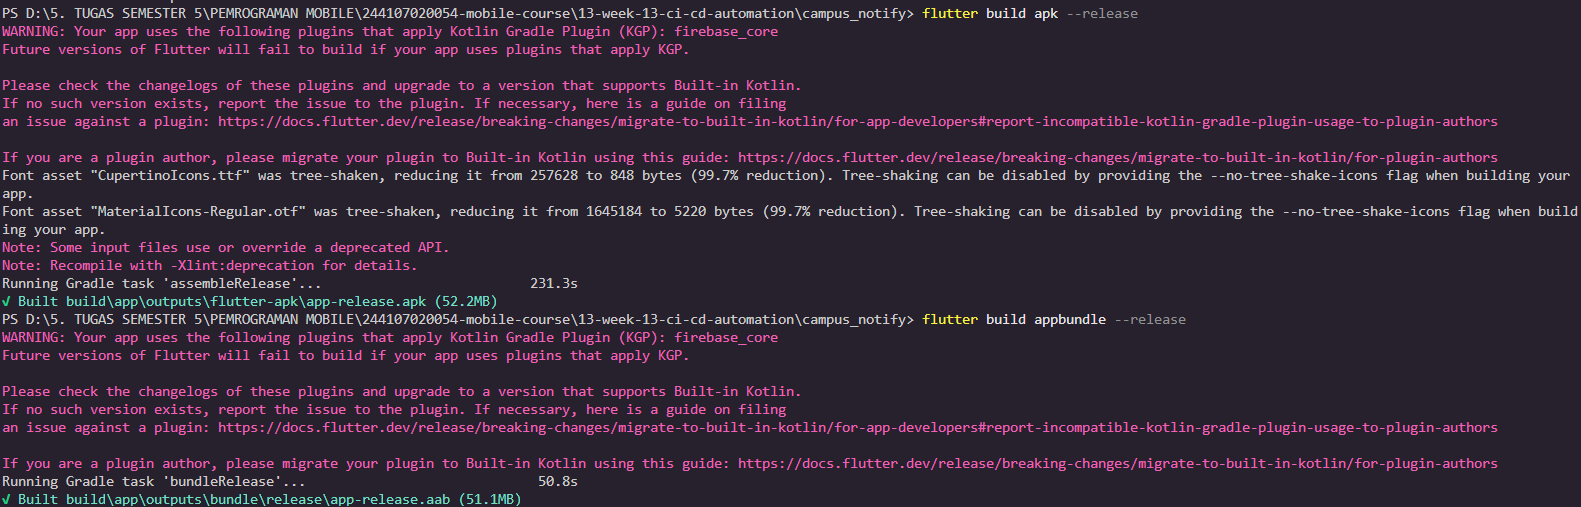 PS D:\5. TUGAS SEMESTER 5\PEMROGRAMAN MOBILE\244107020054-mobile-course\13-week-13-ci-cd-automation\campus_notify> flutter build apk --release
WARNING: Your app uses the following plugins that apply Kotlin Gradle Plugin (KGP): firebase_core
Future versions of Flutter will fail to build if your app uses plugins that apply KGP.
Please check the changelogs of these plugins and upgrade to a version that supports Built-in Kotlin.
If no such version exists, report the issue to the plugin. If necessary, here is a guide on filing
an issue against a plugin: https://docs.flutter.dev/release/breaking-changes/migrate-to-built-in-kotlin/for-app-developers#report-incompatible-kotlin-gradle-plugin-usage-to-plugin-authors
If you are a plugin author, please migrate your plugin to Built-in Kotlin using this guide: https://docs.flutter.dev/release/breaking-changes/migrate-to-built-in-kotlin/for-plugin-authors
Font asset "CupertinoIcons.ttf" was tree-shaken, reducing it from 257628 to 848 bytes (99.7% reduction). Tree-shaking can be disabled by providing the --no-tree-shake-icons flag when building your
app.
Font asset "MaterialIcons-Regular.otf" was tree-shaken, reducing it from 1645184 to 5220 bytes (99.7% reduction). Tree-shaking can be disabled by providing the --no-tree-shake-icons flag when build
ing your app.
Note: Some input files use or override a deprecated API.
Note: Recompile with -Xlint:deprecation for details.
Running Gradle task 'assembleRelease'... 231.3s
√ Built build\app\outputs\flutter-apk\app-release.apk (52.2MB)
PS D:\5. TUGAS SEMESTER 5\PEMROGRAMAN MOBILE\244107020054-mobile-course\13-week-13-ci-cd-automation\campus_notify> flutter build appbundle --release
WARNING: Your app uses the following plugins that apply Kotlin Gradle Plugin (KGP): firebase_core
Future versions of Flutter will fail to build if your app uses plugins that apply KGP.
Please check the changelogs of these plugins and upgrade to a version that supports Built-in Kotlin.
If no such version exists, report the issue to the plugin. If necessary, here is a guide on filing
an issue against a plugin: https://docs.flutter.dev/release/breaking-changes/migrate-to-built-in-kotlin/for-app-developers#report-incompatible-kotlin-gradle-plugin-usage-to-plugin-authors
If you are a plugin author, please migrate your plugin to Built-in Kotlin using this guide: https://docs.flutter.dev/release/breaking-changes/migrate-to-built-in-kotlin/for-plugin-authors
Running Gradle task 'bundleRelease'... 50.8s
√ Built build\app\outputs\bundle\release\app-release.aab (51.1MB)